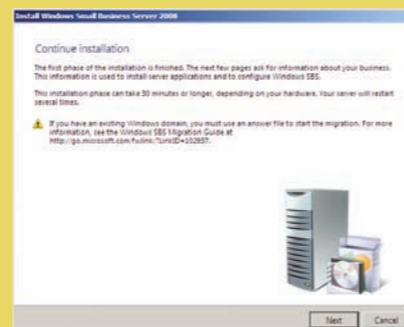 Install Windows Small Business Server 2008
Continue installation
The first phase of the installation is finished. The next few pages ask for information about your business.
This information is used to install server applications and to configure Windows SBS.
This installation phase can take 30 minutes or longer, depending on your hardware. Your server will restart
several times.
If you have an existing Windows domain, you must use an answer file to start the migration. For more
information, see the Windows SBS Migration Guide at
http://go.microsoft.com/fwlink/?LinkID=102937.
Next
Cancel